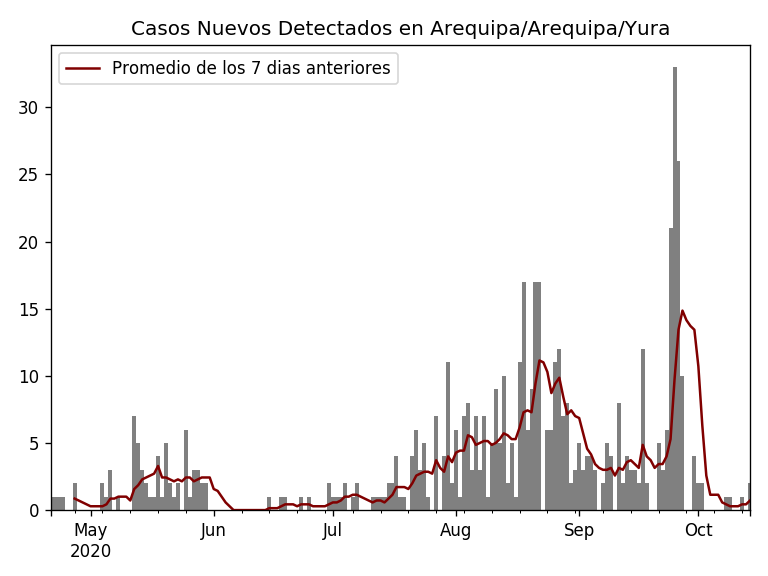 Casos Nuevos Detectados en Arequipa/Arequipa/Yura
Promedio de los 7 dias anteriores
30
25
20
15
10
5
0
May Jun Jul Aug Sep Oct
2020